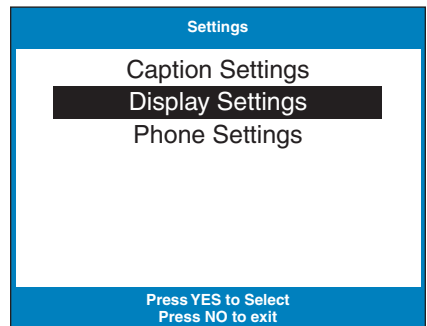 Settings
Caption Settings
Display Settings
Phone Settings
Press YES to Select
Press NO to exit